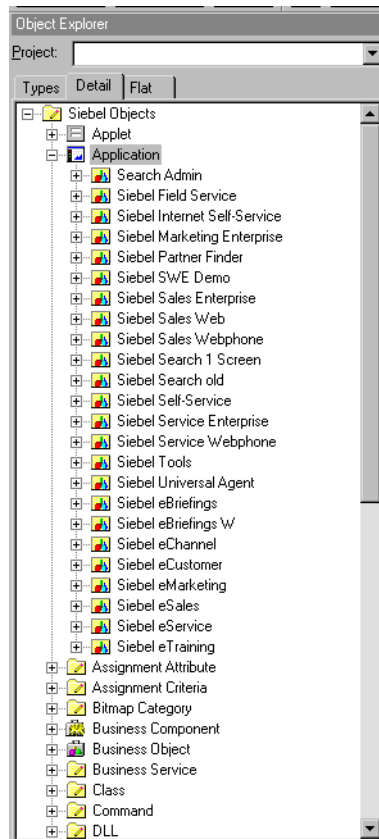 Object Explorer
Project:
Types Detail Flat
Siebel Objects
Applet
Application
Search Admin
Siebel Field Service
Siebel Internet Self-Service
Siebel Marketing Enterprise
Siebel Partner Finder
Siebel SWE Demo
Siebel Sales Enterprise
Siebel Sales Web
Siebel Sales Webphone
Siebel Search 1 Screen
Siebel Search old
Siebel Self-Service
Siebel Service Enterprise
Siebel Service Webphone
Siebel Tools
Siebel Universal Agent
Siebel eBriefings
Siebel eBriefings W
Siebel eChannel
Siebel eCustomer
Siebel eMarketing
Siebel eSales
Siebel eService
Siebel eTraining
Assignment Attribute
Assignment Criteria
Bitmap Category
Business Component
Business Object
Business Service
Class
Command
DLL